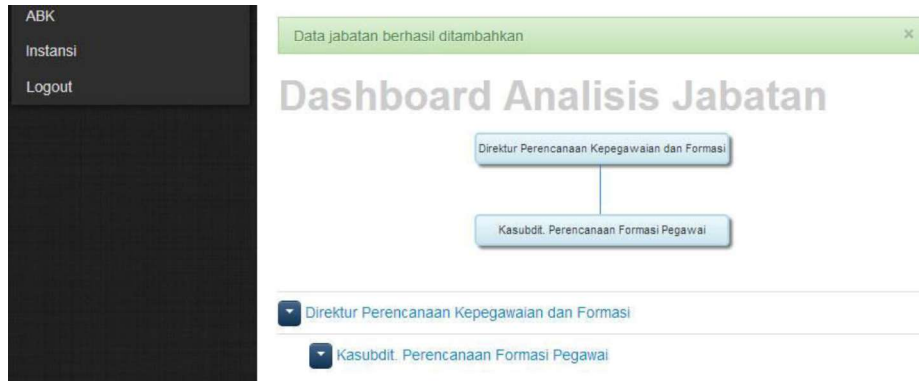 ABK
Instansi
Logout
Data jabatan berhasil ditambahkan ×
Dashboard Analisis Jabatan
Direktur Perencanaan Kepegawaian dan Formasi
Kasubdit. Perencanaan Formasi Pegawai
Direktur Perencanaan Kepegawaian dan Formasi
Kasubdit. Perencanaan Formasi Pegawai